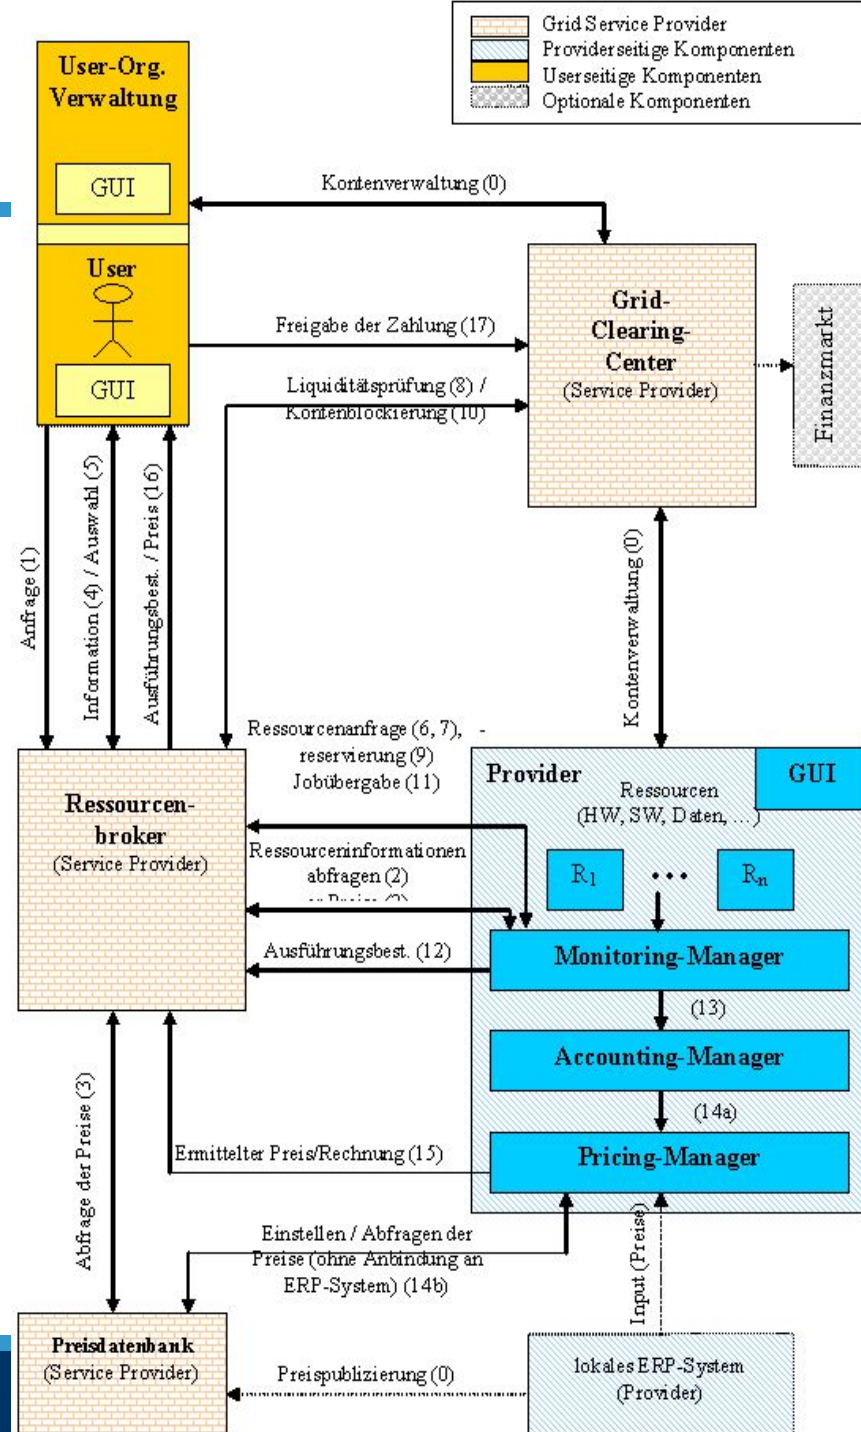 Grid Service Provider
Providerseitige Komponenten
Userseitige Komponenten
Optionale Komponenten
User-Org.
Verwaltung
GUI
Kontenverwaltung (0)
User
GUI
Freigabe der Zahlung (17)
Liquiditätsprüfung (8) /
Kontenblockierung (10)
Grid-
Clearing-
Center
(Service Provider)
Finanzmarkt
Anfrage (1)
Information (4) / Auswahl (5)
Ausführungsbest. / Preis (16)
Kontenverwaltung (0)
Ressourcenanfrage (6, 7), -
reservierung (9)
Jobübergabe (11)
Ressourcen-
broker
(Service Provider)
Ressourceninformationen
abfragen (2)
Ausführungsbest. (12)
Provider
GUI
Ressourcen
(HW, SW, Daten, ...)
R1
...
Rn
Monitoring-Manager
(13)
Accounting-Manager
(14a)
Pricing-Manager
Abfrage der Preise (3)
Ermittelter Preis/Rechnung (15)
Einstellen / Abfragen der
Preise (ohne Anbindung an
ERP-System) (14b)
Input (Preise)
Preisdatenbank
(Service Provider)
Preispublizierung (0)
lokales ERP-System
(Provider)